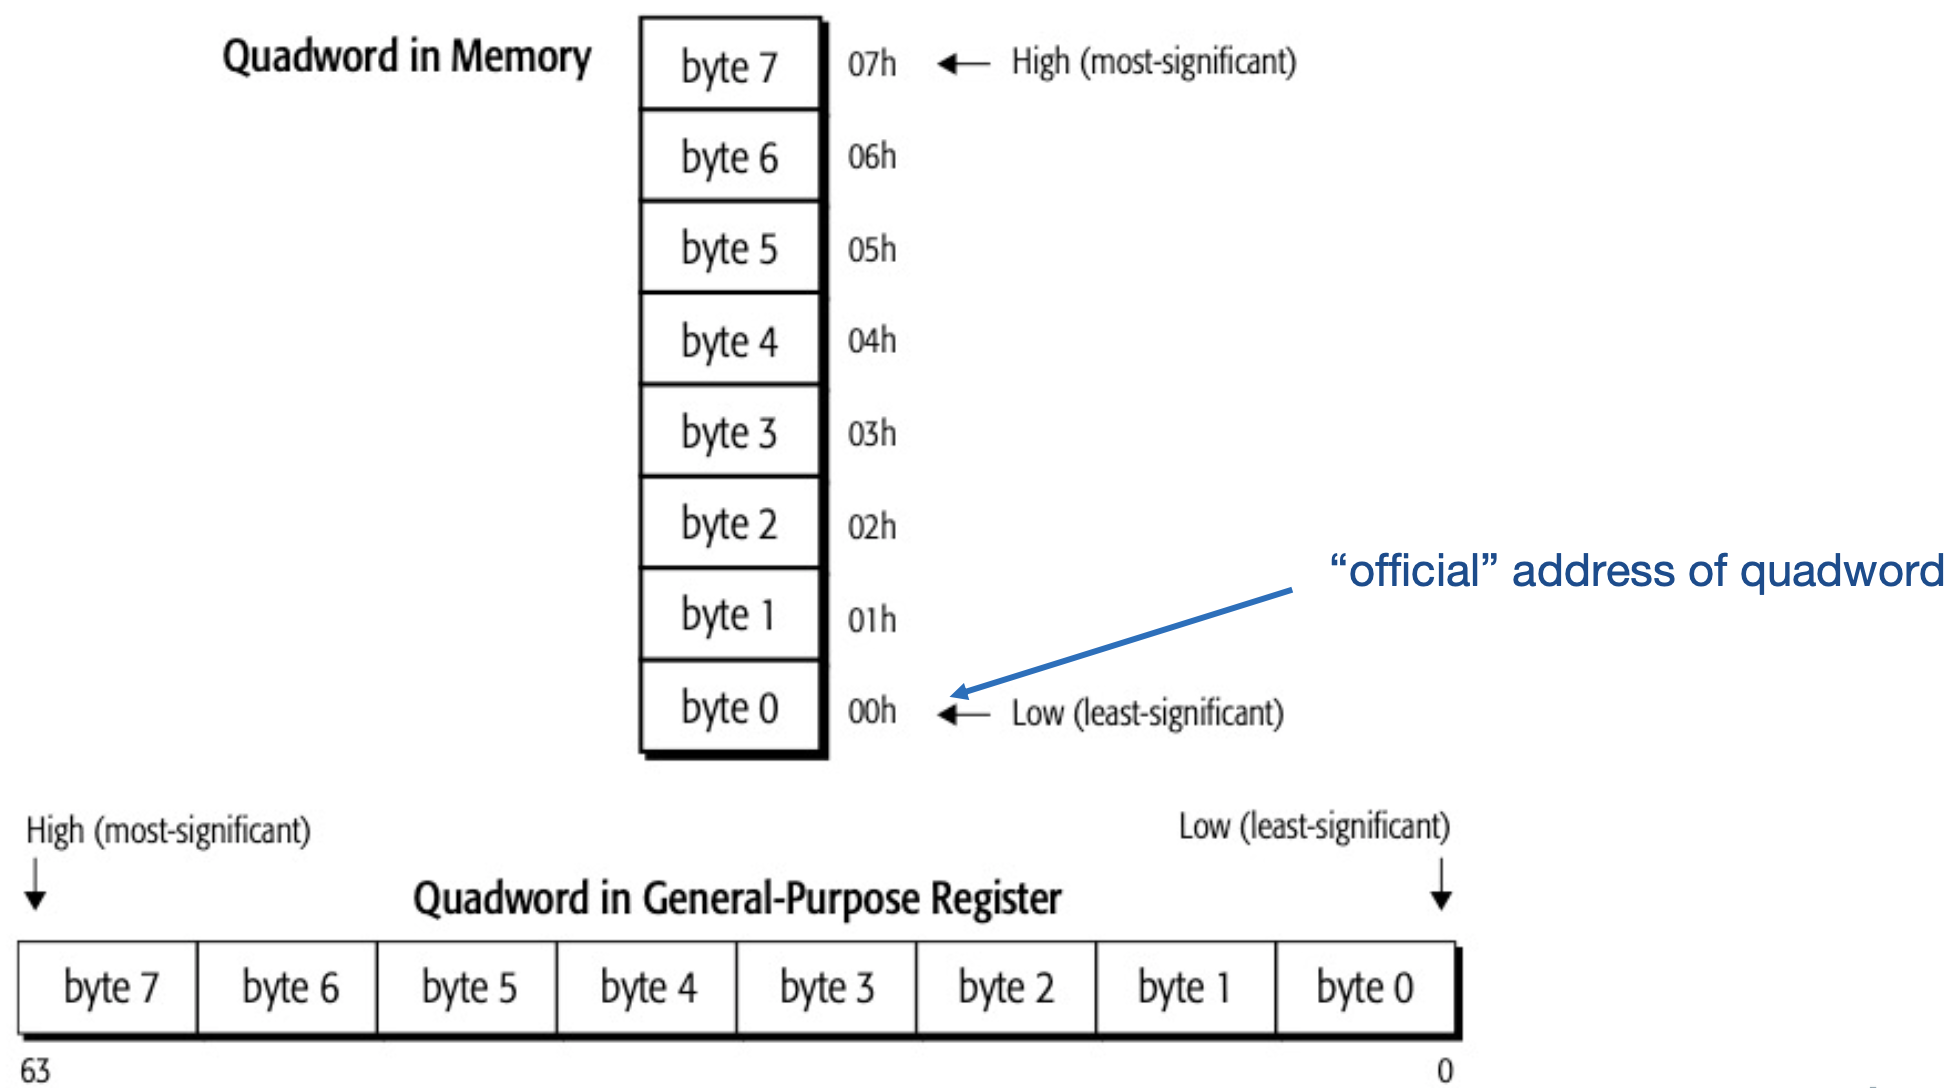 Quadword in Memory
byte 7 07h High (most-significant)
byte 6 06h
byte 5 05h
byte 4 04h
byte 3 03h
byte 2 02h
“official” address of quadword
byte 1 01h
byte 0 00h Low (least-significant)
High (most-significant) Low (least-significant)
Quadword in General-Purpose Register
byte 7 byte 6 byte 5 byte 4 byte 3 byte 2 byte 1 byte 0
63 0